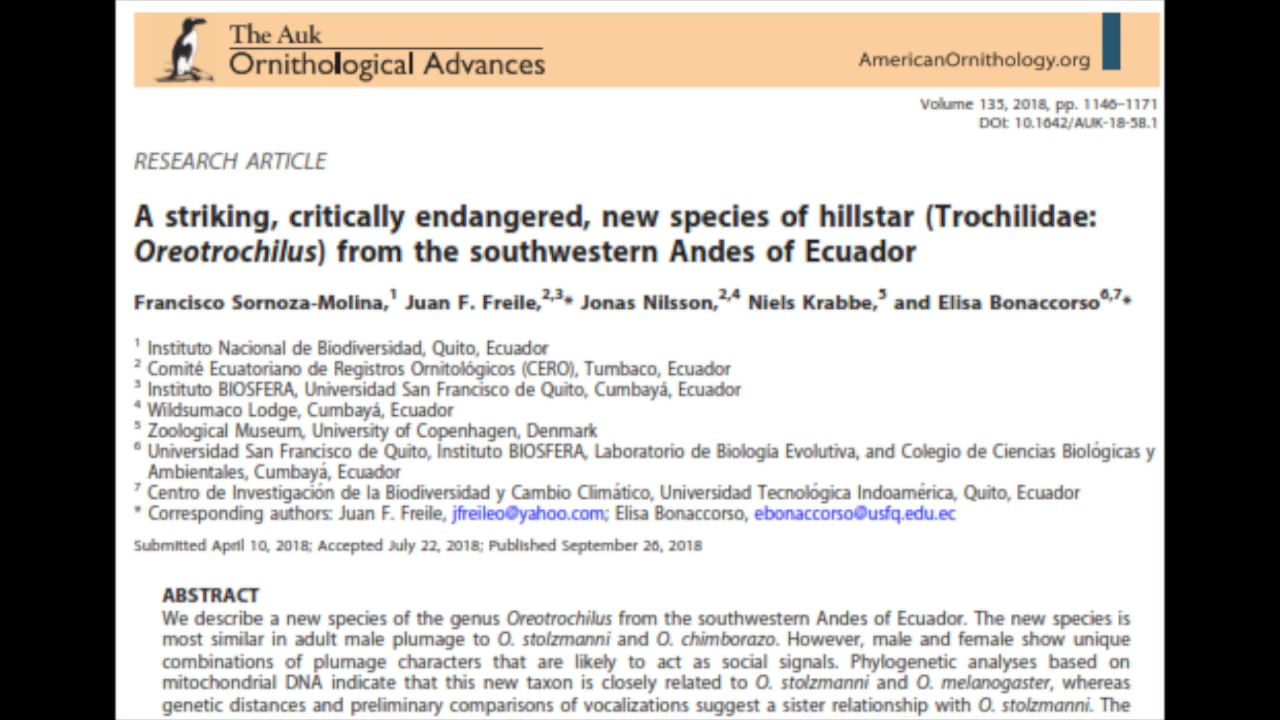 The Auk
Ornithological Advances
AmericanOrnithology.org
Volume 135, 2018, pp. 1146–1171
DOI: 10.1642/AUK-18-58.1
RESEARCH ARTICLE
A striking, critically endangered, new species of hillstar (Trochilidae:
Oreotrochilus) from the southwestern Andes of Ecuador
Francisco Sornoza-Molina,1 Juan F. Freile,2,3* Jonas Nilsson,2,4 Niels Krabbe,5 and Elisa Bonaccorso6,7*
1 Instituto Nacional de Biodiversidad, Quito, Ecuador
2 Comité Ecuatoriano de Registros Ornitológicos (CERO), Tumbaco, Ecuador
3 Instituto BIOSFERA, Universidad San Francisco de Quito, Cumbayá, Ecuador
4 Wildsumaco Lodge, Cumbayá, Ecuador
5 Zoological Museum, University of Copenhagen, Denmark
6 Universidad San Francisco de Quito, Instituto BIOSFERA, Laboratorio de Biología Evolutiva, and Colegio de Ciencias Biológicas y
Ambientales, Cumbayá, Ecuador
7 Centro de Investigación de la Biodiversidad y Cambio Climático, Universidad Tecnológica Indoamérica, Quito, Ecuador
* Corresponding authors: Juan F. Freile, jfreileo@yahoo.com; Elisa Bonaccorso, ebonaccorso@usfq.edu.ec
Submitted April 10, 2018; Accepted July 22, 2018; Published September 26, 2018
ABSTRACT
We describe a new species of the genus Oreotrochilus from the southwestern Andes of Ecuador. The new species is
most similar in adult male plumage to O. stolzmanni and O. chimborazo. However, male and female show unique
combinations of plumage characters that are likely to act as social signals. Phylogenetic analyses based on
mitochondrial DNA indicate that this new taxon is closely related to O. stolzmanni and O. melanogaster, whereas
genetic distances and preliminary comparisons of vocalizations suggest a sister relationship with O. stolzmanni. The